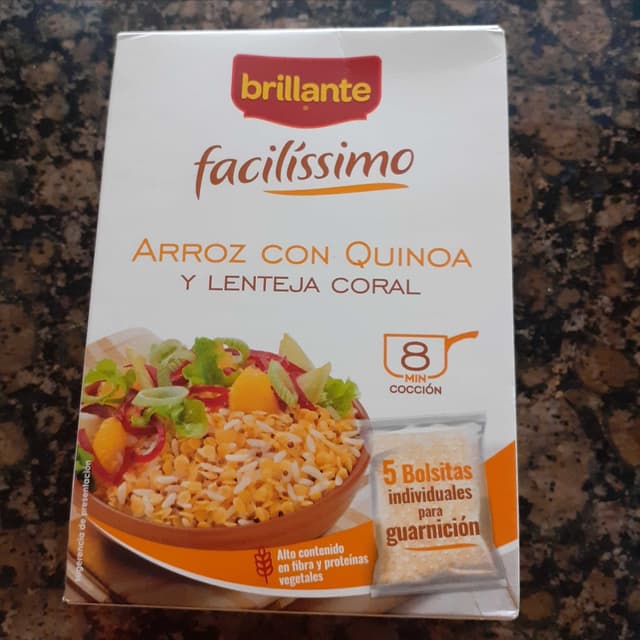 brillante
facilíssimo
ARROZ CON QUINOA
Y LENTEJA CORAL
8
MIN
COCCIÓN
5 Bolsitas
individuales
para
guarnición
Alto contenido
en fibra y proteínas
vegetales
sugerencia de presentación